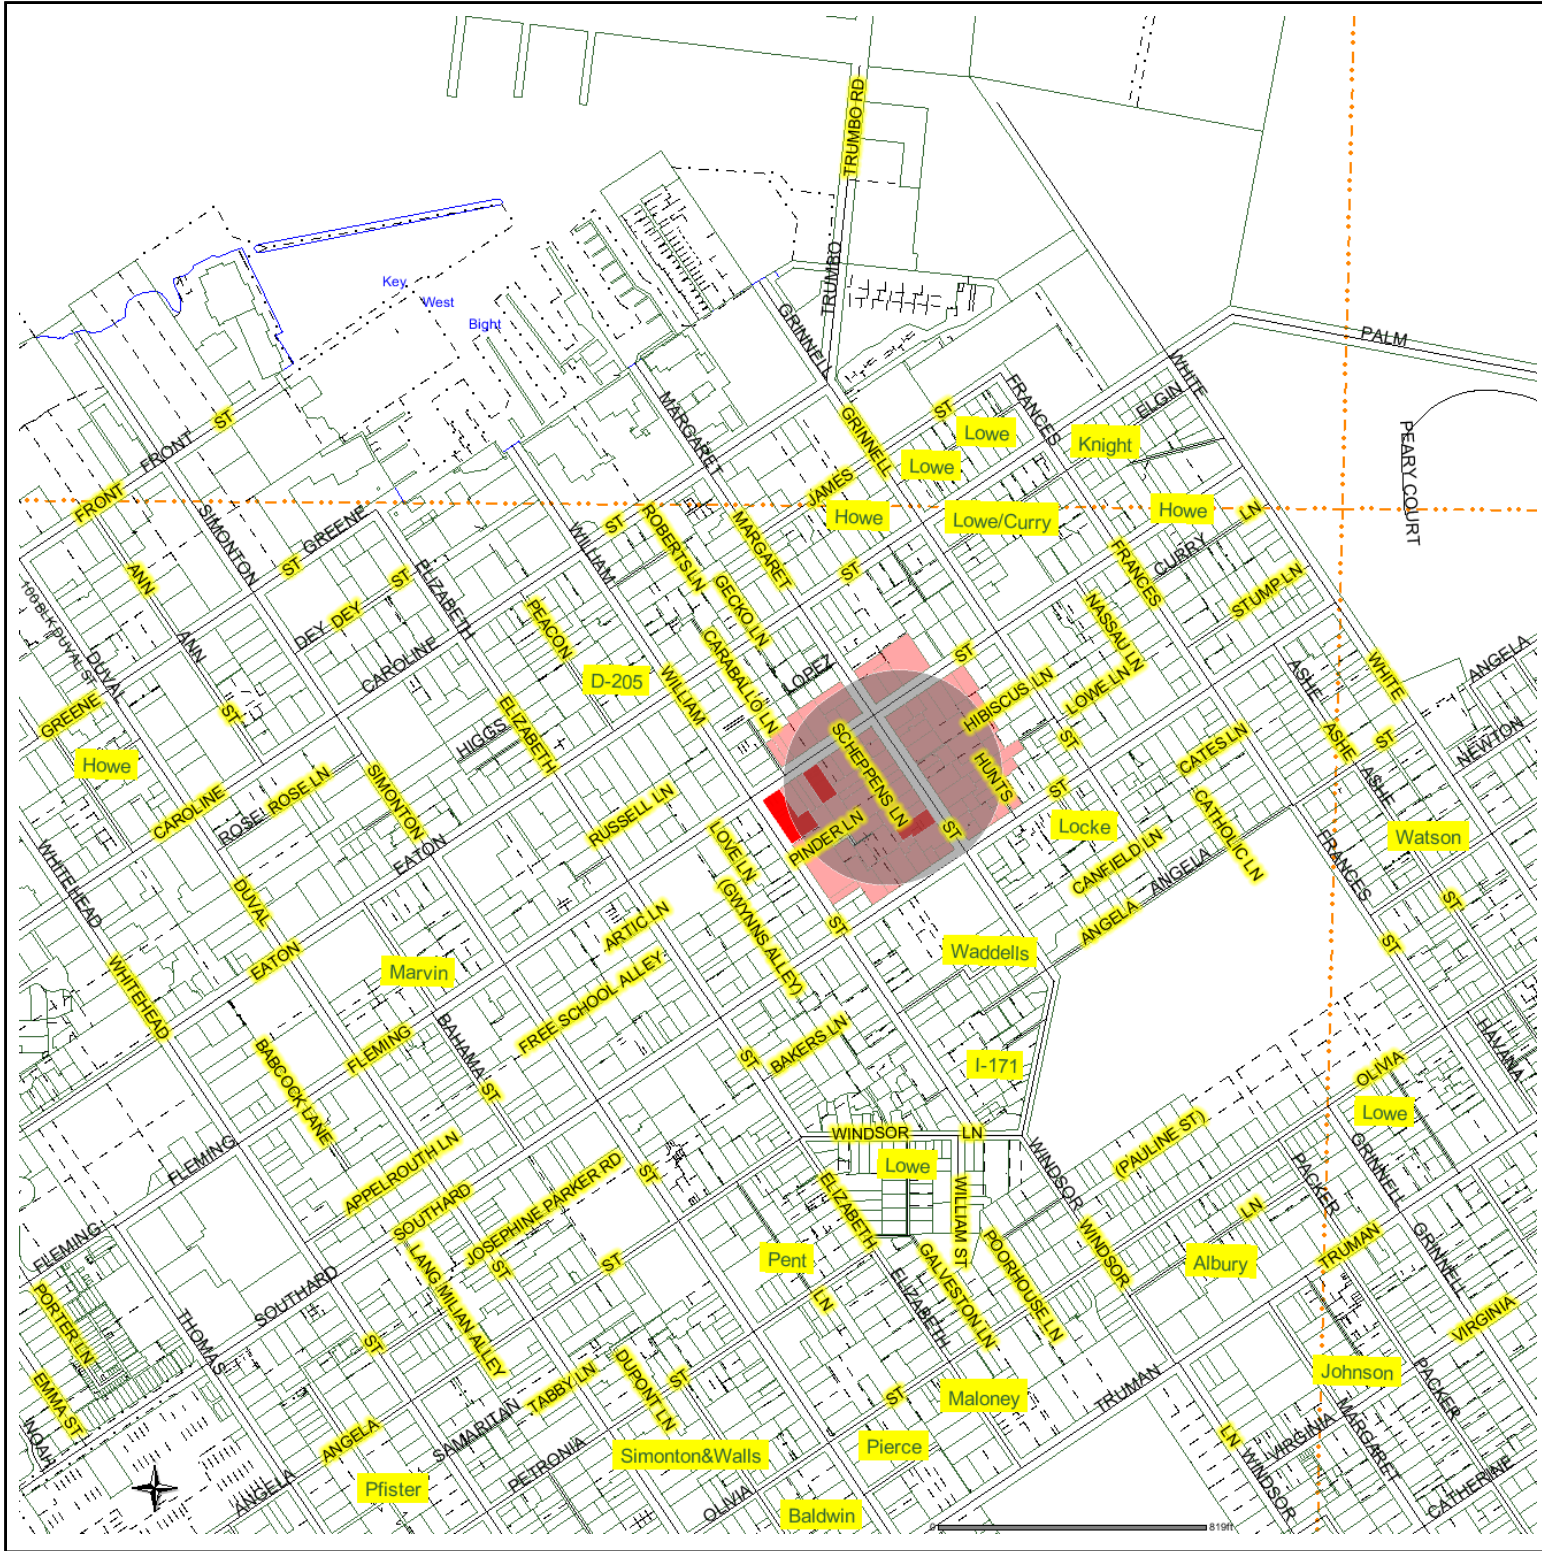 TRUMBO RD
TRUMBO
Key
West
Bight
GRINNELL
PALM
WHITE
FRANCES
ELGIN
MARGARET
ST
GRINNELL
ST
Lowe
Knight
Lowe
PEARY COURT
FRONT
FRONT
JAMES
Howe
Lowe/Curry
Howe
LN
SIMONTON
GREENE
ST
WILLIAM
ST
ROBERTS LN
MARGARET
ST
FRANCES
CURRY
STUMP LN
100 BLK DUVAL ST
ANN
DEY
DEY
ST
ELIZABETH
PEACON
GECKO LN
NASSAU LN
ANN
DUVAL
CAROLINE
D-205
WILLIAM
CARABALLO LN
LOPEZ
ST
HIBISCUS LN
LOWE LN
ASHE
WHITE
ANGELA
GREENE
ST
HIGGS
ELIZABETH
SCHEPPENS LN
ST
CATES LN
ASHE
ST
NEWTON
Howe
CAROLINE
ROSE
ROSE LN
SIMONTON
RUSSELL LN
HUNTS
ST
ASHE
EATON
LOVE LN
PINDER LN
ST
Locke
CANFIELD LN
ANGELA
CATHOLIC LN
Watson
WHITEHEAD
DUVAL
(GWYNNS ALLEY)
FRANCES
ST
EATON
ARTIC LN
ST
ANGELA
ST
WHITEHEAD
Marvin
FREE SCHOOL ALLEY
Waddells
BABCOCK LANE
FLEMING
BAHAMA
ST
ST
BAKERS LN
I-171
HAVANA
OLIVIA
Lowe
FLEMING
APPELROUTH LN
WINDSOR
LN
Lowe
WINDSOR
(PAULINE ST)
GRINNELL
PACKER
SOUTHARD
JOSEPHINE PARKER RD
ST
ELIZABETH
WILLIAM ST
LN
FLEMING
LANG MILIAN ALLEY
ST
ST
Pent
GALVESTON LN
POORHOUSE LN
WINDSOR
Albury
TRUMAN
GRINNELL
PORTER LN
SOUTHARD
THOMAS
LN
ELIZABETH
VIRGINIA
ST
EMMA ST
TABBY LN
DUPONT LN
ST
ST
Maloney
TRUMAN
Johnson
PACKER
NOAH
ANGELA
SAMARITAN
PETRONIA
Simonton&Walls
Pierce
LN
VIRGINIA
MARGARET
ANGELA
Pfister
OLIVIA
Baldwin
WINDSOR
CATHERINE
0
819ft